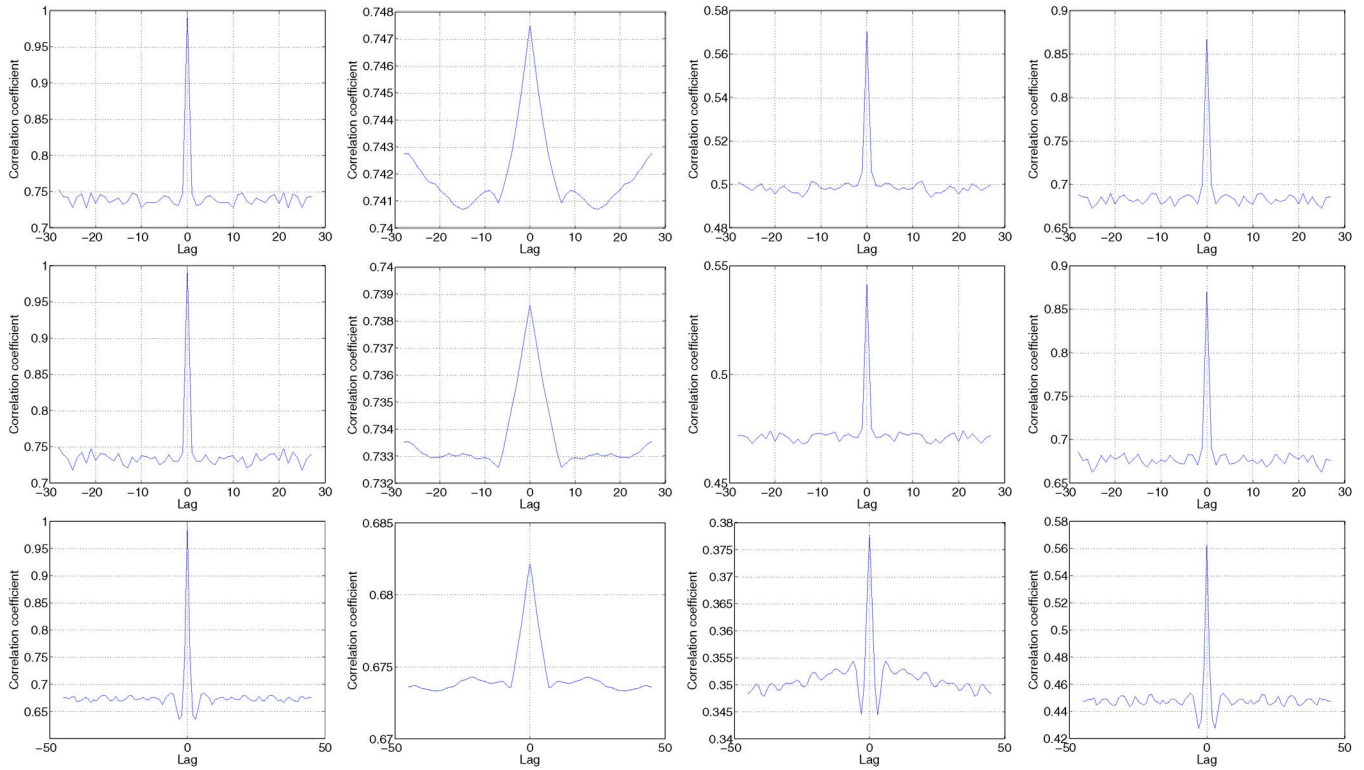 1
0.95
0.9
0.85
0.8
0.75
0.7
Correlation coefficient
−30 −20 −10 0 10 20 30
Lag
0.748
0.747
0.746
0.745
0.744
0.743
0.742
0.741
0.74
Correlation coefficient
−30 −20 −10 0 10 20 30
Lag
0.58
0.56
0.54
0.52
0.5
0.48
Correlation coefficient
−30 −20 −10 0 10 20 30
Lag
0.9
0.85
0.8
0.75
0.7
0.65
Correlation coefficient
−30 −20 −10 0 10 20 30
Lag
1
0.95
0.9
0.85
0.8
0.75
0.7
Correlation coefficient
−30 −20 −10 0 10 20 30
Lag
0.74
0.739
0.738
0.737
0.736
0.735
0.734
0.733
0.732
Correlation coefficient
−30 −20 −10 0 10 20 30
Lag
0.55
0.5
0.45
Correlation coefficient
−30 −20 −10 0 10 20 30
Lag
0.9
0.85
0.8
0.75
0.7
0.65
Correlation coefficient
−30 −20 −10 0 10 20 30
Lag
1
0.95
0.9
0.85
0.8
0.75
0.7
0.65
Correlation coefficient
−50 0 50
Lag
0.685
0.68
0.675
0.67
Correlation coefficient
−50 0 50
Lag
0.38
0.375
0.37
0.365
0.36
0.355
0.35
0.345
0.34
Correlation coefficient
−50 0 50
Lag
0.58
0.56
0.54
0.52
0.5
0.48
0.46
0.44
0.42
Correlation coefficient
−50 0 50
Lag